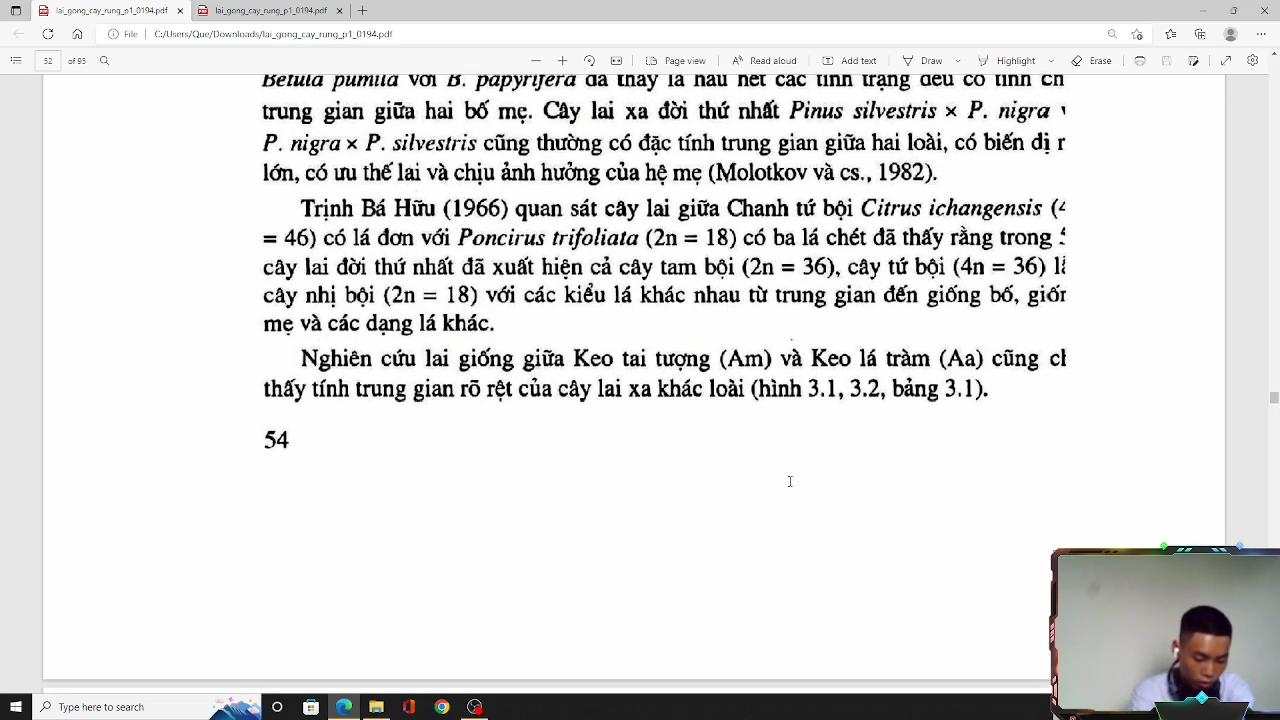 lai_gong_cay_rung_p1_0194.pdf
lai_gong_cay_rung_p1_0194.pdf
File C:/Users/Que/Downloads/lai_gong_cay_rung_p1_0194.pdf
52 of 95 Page view Read aloud Add text Draw Highlight Erase
Betula pumila với B. papyrifera đã thấy là hầu hết các tính trạng đều có tính
trung gian giữa hai bố mẹ. Cây lai xa đời thứ nhất Pinus silvestris × P. nigra
P. nigra × P. silvestris cũng thường có đặc tính trung gian giữa hai loài, có biến dị
lớn, có ưu thế lai và chịu ảnh hưởng của hệ mẹ (Molotkov và cs., 1982).
Trịnh Bá Hữu (1966) quan sát cây lai giữa Chanh tứ bội Citrus ichangensis
= 46) có lá đơn với Poncirus trifoliata (2n = 18) có ba lá chét đã thấy rằng trong
cây lai đời thứ nhất đã xuất hiện cả cây tam bội (2n = 36), cây tứ bội (4n = 36)
cây nhị bội (2n = 18) với các kiểu lá khác nhau từ trung gian đến giống bố,
mẹ và các dạng lá khác.
Nghiên cứu lai giống giữa Keo tai tượng (Am) và Keo lá tràm (Aa) cũng
thấy tính trung gian rõ rệt của cây lai xa khác loài (hình 3.1, 3.2, bảng 3.1).
54
Type here to search